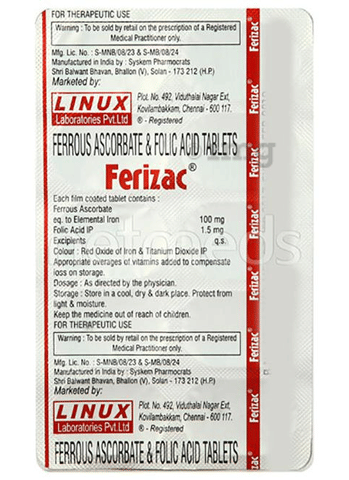 FOR THERAPEUTIC USE
Warning : To be sold by retail on the prescription of a Registered
Medical Practitioner only.
Mfg. Lic. No. : S-MNB/08/23 & S-MB/08/24
Manufactured in India by : Syskem Pharmocrats
Shri Balwant Bhavan, Bhallon (V), Solan - 173 212 (H.P.)
Marketed by:
LINUX
Laboratories Pvt.Ltd
Plot. No. 492, Viduthalai Nagar Ext,
Kovilambakkam, Chennai - 600 117.
® - Registered
FERROUS ASCORBATE & FOLIC ACID TABLETS
Ferizac®
Each film coated tablet contains :
Ferrous Ascorbate
eq. to Elemental Iron 100 mg
Folic Acid IP 1.5 mg
Excipients q.s.
Colour : Red Oxide of Iron & Titanium Dioxide IP
Appropriate overages of vitamins added to compensate
loss on storage.
Dosage : As directed by the physician.
Storage : Store in a cool, dry & dark place. Protect from
light & moisture.
Keep the medicine out of reach of children.
FOR THERAPEUTIC USE
Warning : To be sold by retail on the prescription of a Registered
Medical Practitioner only.
Mfg. Lic. No. : S-MNB/08/23 & S-MB/08/24
Manufactured in India by : Syskem Pharmocrats
Shri Balwant Bhavan, Bhallon (V), Solan - 173 212 (H.P.)
Marketed by:
LINUX
Laboratories Pvt.Ltd
Plot. No. 492, Viduthalai Nagar Ext,
Kovilambakkam, Chennai - 600 117.
® - Registered
FERROUS ASCORBATE & FOLIC ACID TABLETS
Ferizac®
Ferizac®
Ferizac®
Ferizac®
Ferizac®
Ferizac®